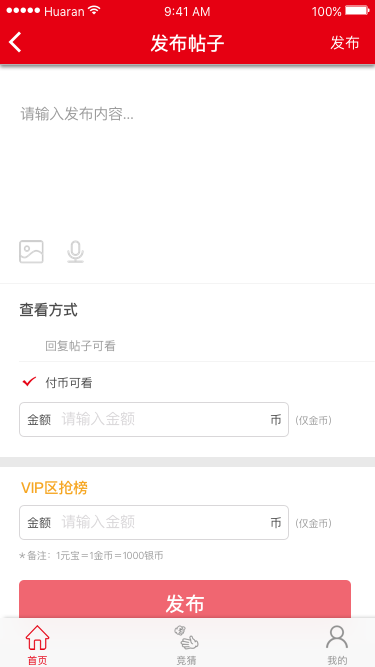 Huaran 9:41 AM 100%
发布帖子 发布
请输入发布内容...
查看方式
回复帖子可看
付币可看
金额 请输入金额 币 (仅金币)
VIP区抢榜
金额 请输入金额 币 (仅金币)
*备注：1元宝＝1金币＝1000银币
发布
首页 竞猜 我的